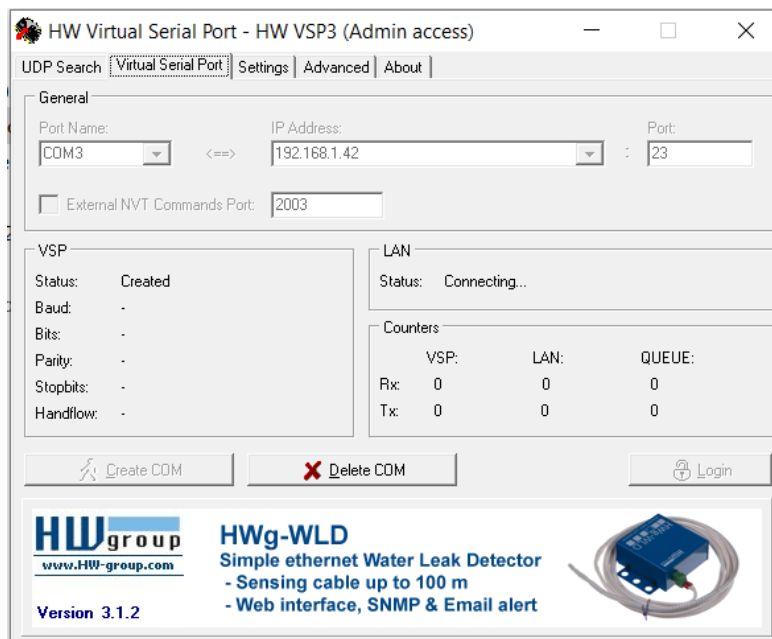 HW Virtual Serial Port - HW VSP3 (Admin access)
UDP Search Virtual Serial Port Settings Advanced About
General
Port Name: IP Address: Port:
COM3 <==> 192.168.1.42 : 23
External NVT Commands Port: 2003
VSP
Status: Created
Baud: -
Bits: -
Parity: -
Stopbits: -
Handflow: -
LAN
Status: Connecting...
Counters
VSP: LAN: QUEUE:
Rx: 0 0 0
Tx: 0 0 0
Create COM Delete COM Login
HW group
www.HW-group.com
Version 3.1.2
HWg-WLD
Simple ethernet Water Leak Detector
- Sensing cable up to 100 m
- Web interface, SNMP & Email alert